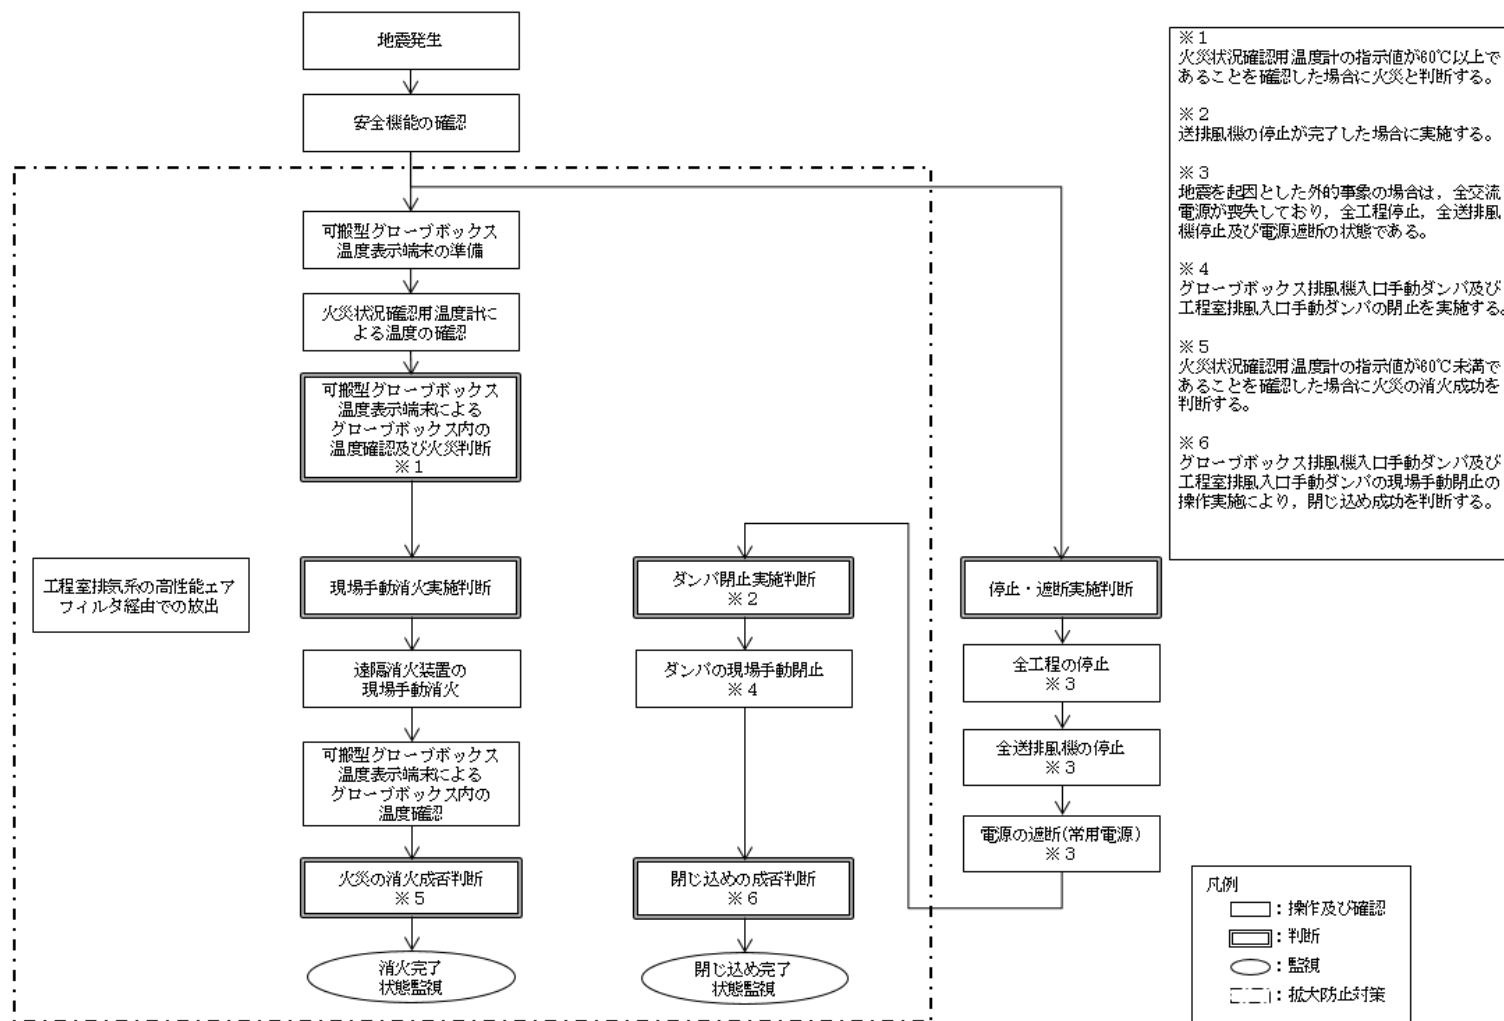 地震発生
安全機能の確認
可搬型グローブボックス
温度表示端末の準備
火災状況確認用温度計に
よる温度の確認
可搬型グローブボックス
温度表示端末による
グローブボックス内の
温度確認及び火災判断
※1
工程室排気系の高性能エア
フィルタ経由での放出
現場手動消火実施判断
遠隔消火装置の
現場手動消火
可搬型グローブボックス
温度表示端末による
グローブボックス内の
温度確認
火災の消火成否判断
※5
消火完了
状態監視
ダンパ閉止実施判断
※2
ダンパの現場手動閉止
※4
閉じ込めの成否判断
※6
閉じ込め完了
状態監視
停止・遮断実施判断
全工程の停止
※3
全送排風機の停止
※3
電源の遮断(常用電源)
※3
※1
火災状況確認用温度計の指示値が60℃以上で
あることを確認した場合に火災と判断する。
※2
送排風機の停止が完了した場合に実施する。
※3
地震を起因とした外的事象の場合は，全交流
電源が喪失しており，全工程停止，全送排風
機停止及び電源遮断の状態である。
※4
グローブボックス排風機入口手動ダンパ及び
工程室排風入口手動ダンパの閉止を実施する。
※5
火災状況確認用温度計の指示値が60℃未満で
あることを確認した場合に火災の消火成功を
判断する。
※6
グローブボックス排風機入口手動ダンパ及び
工程室排風入口手動ダンパの現場手動閉止の
操作実施により，閉じ込め成功を判断する。
凡例
：操作及び確認
：判断
：監視
：拡大防止対策